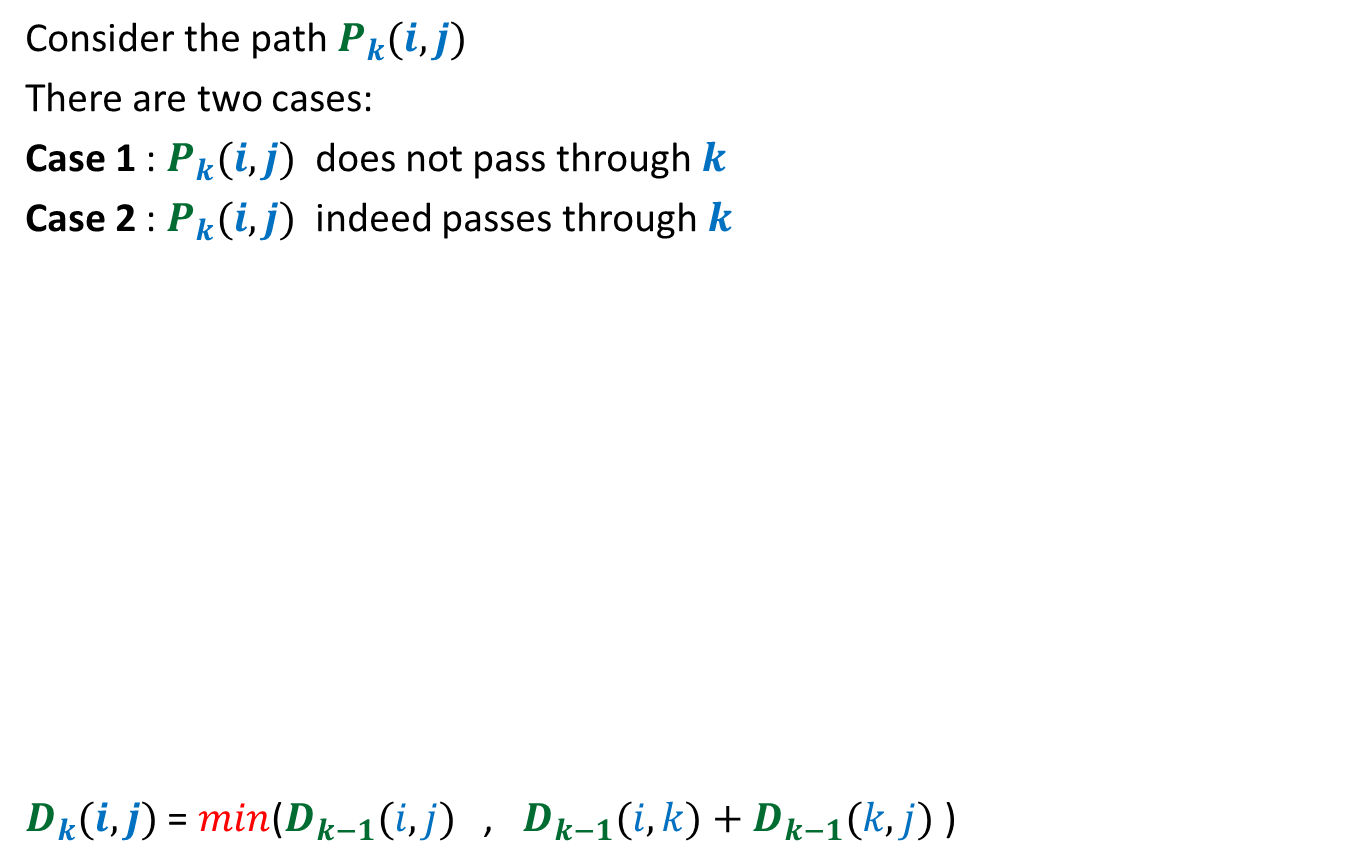 Consider the path P_k(i,j)
There are two cases:
Case 1 : P_k(i,j) does not pass through k
Case 2 : P_k(i,j) indeed passes through k
D_k(i,j) = min(D_{k−1}(i,j) , D_{k−1}(i,k) + D_{k−1}(k,j) )